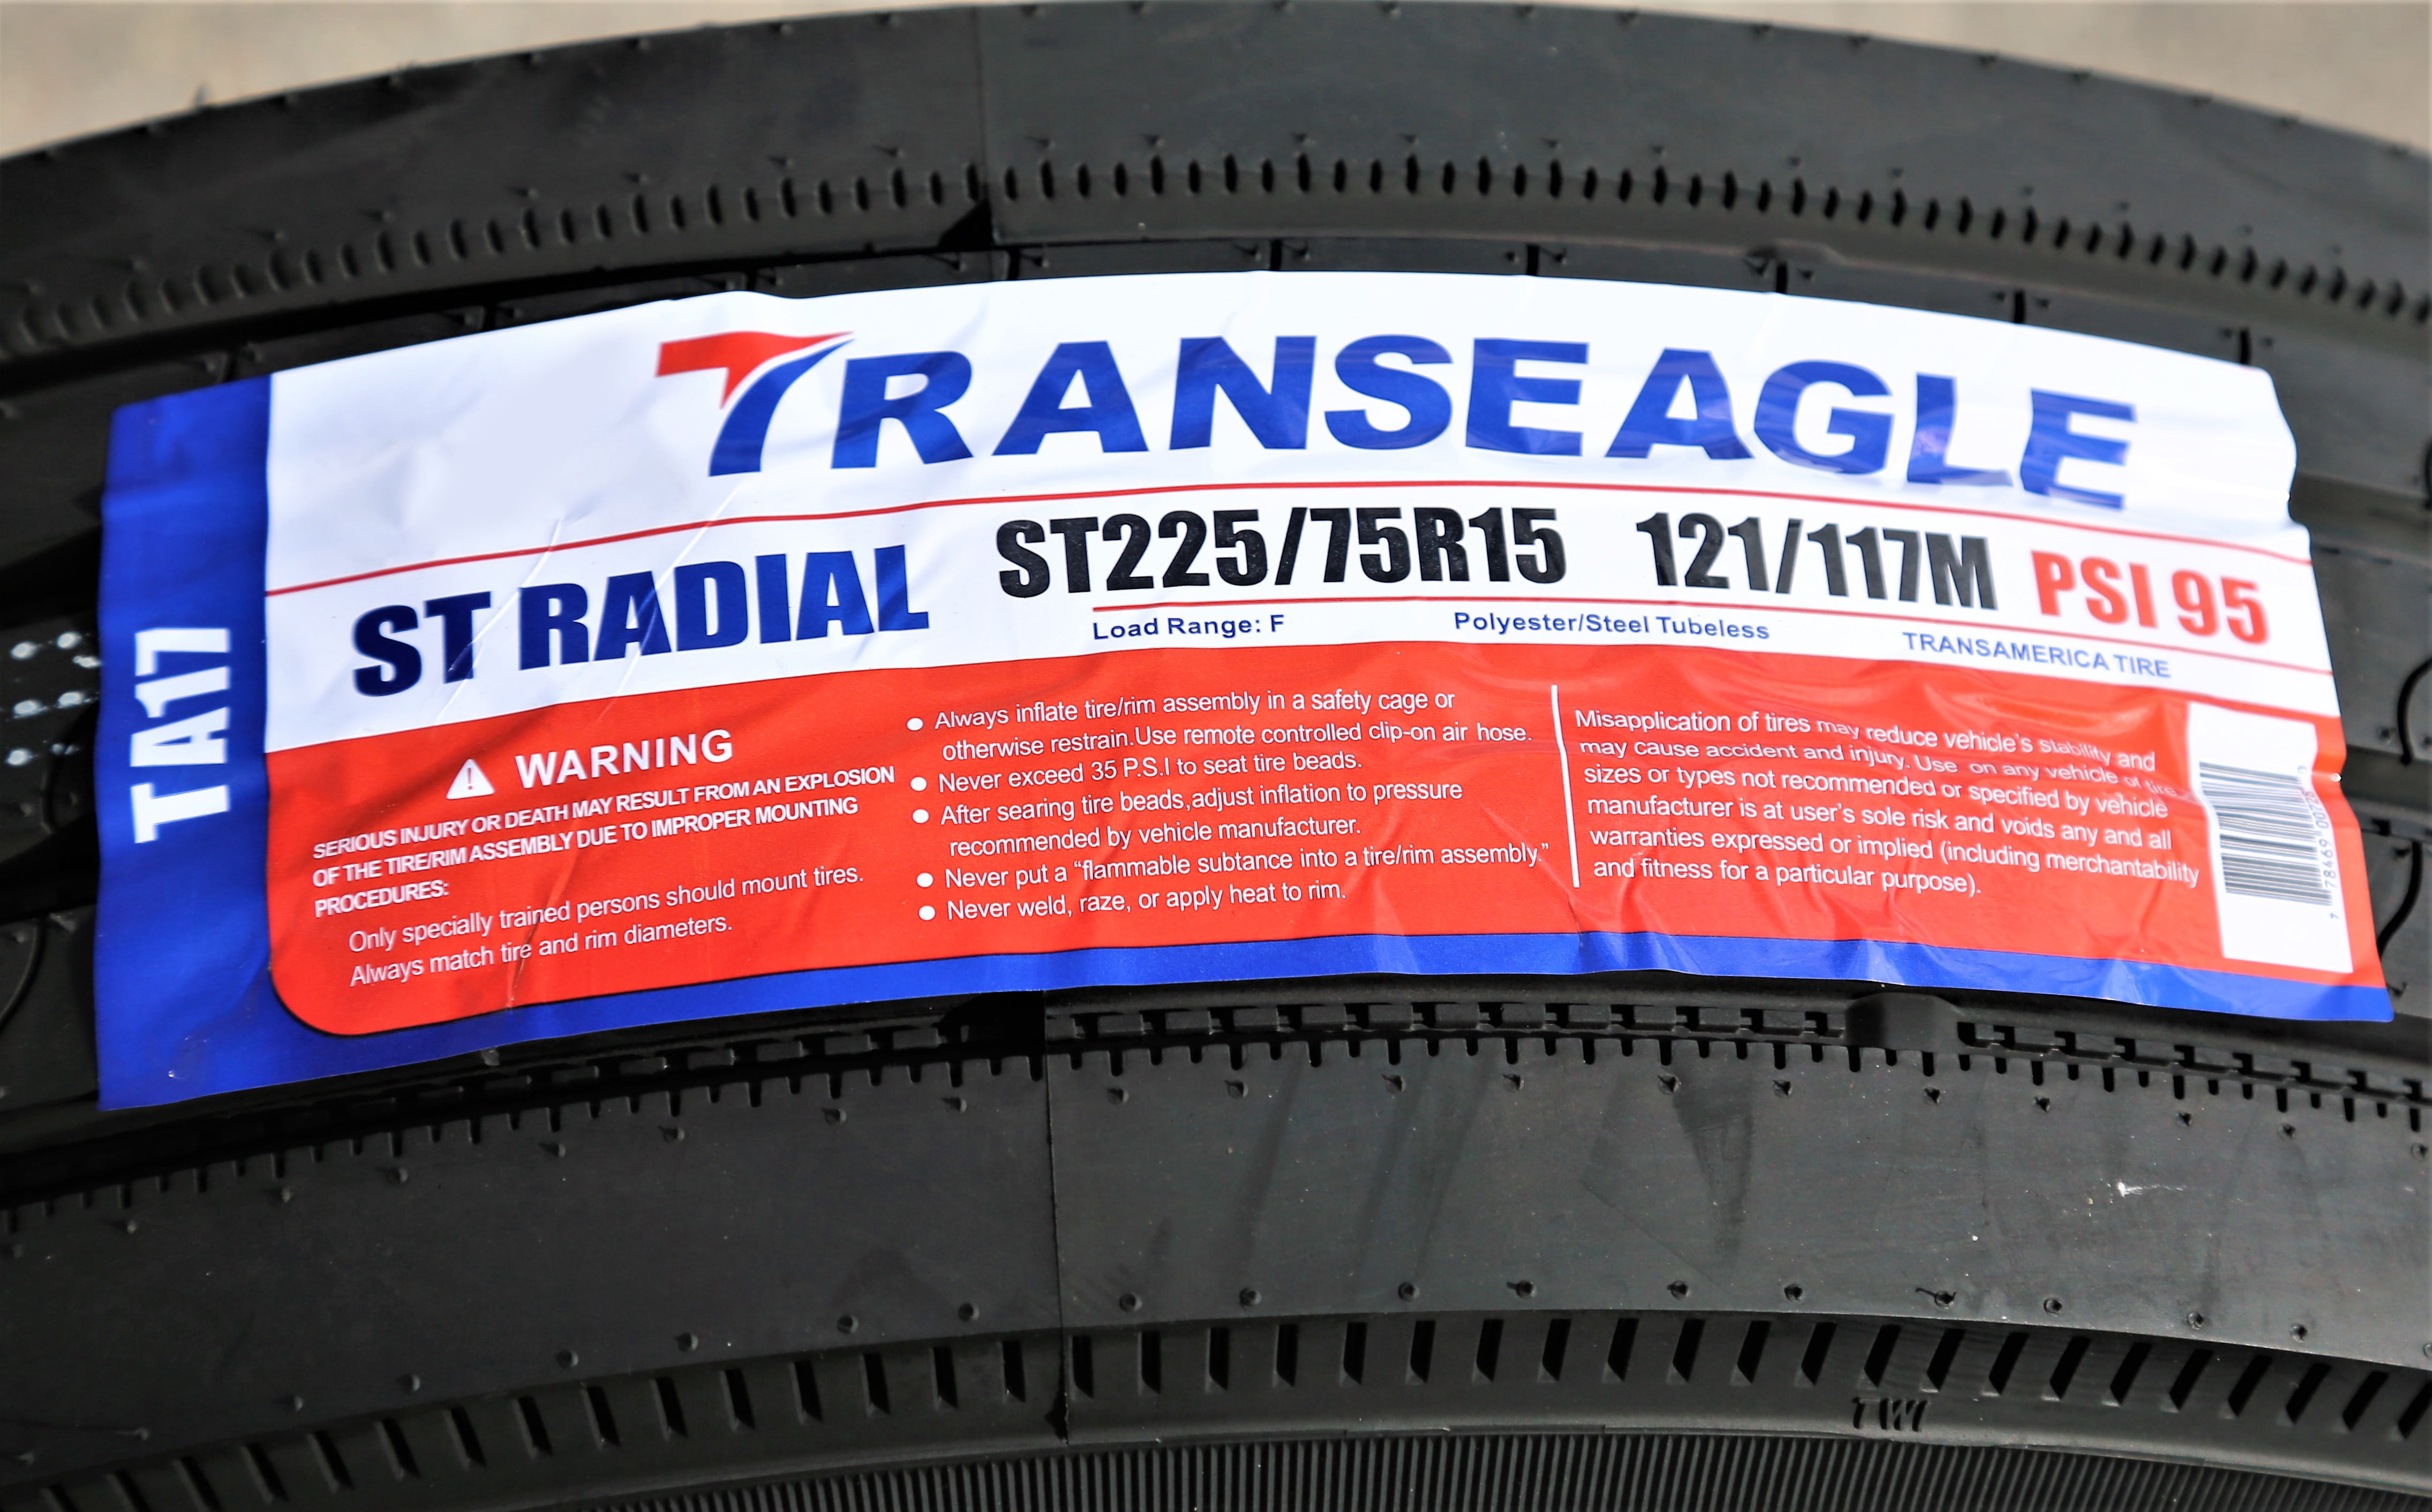 TRANSEAGLE
TA17
ST RADIAL ST225/75R15 121/117M PSI 95
Load Range: F Polyester/Steel Tubeless TRANSAMERICA TIRE
WARNING
SERIOUS INJURY OR DEATH MAY RESULT FROM AN EXPLOSION
OF THE TIRE/RIM ASSEMBLY DUE TO IMPROPER MOUNTING
PROCEDURES:
Only specially trained persons should mount tires.
Always match tire and rim diameters.
● Always inflate tire/rim assembly in a safety cage or
otherwise restrain.Use remote controlled clip-on air hose.
● Never exceed 35 P.S.I to seat tire beads.
● After searing tire beads,adjust inflation to pressure
recommended by vehicle manufacturer.
● Never put a “flammable subtance into a tire/rim assembly.”
● Never weld, raze, or apply heat to rim.
Misapplication of tires may reduce vehicle's stability and
may cause accident and injury. Use on any vehicle of tire
sizes or types not recommended or specified by vehicle
manufacturer is at user's sole risk and voids any and all
warranties expressed or implied (including merchantability
and fitness for a particular purpose).
TWI